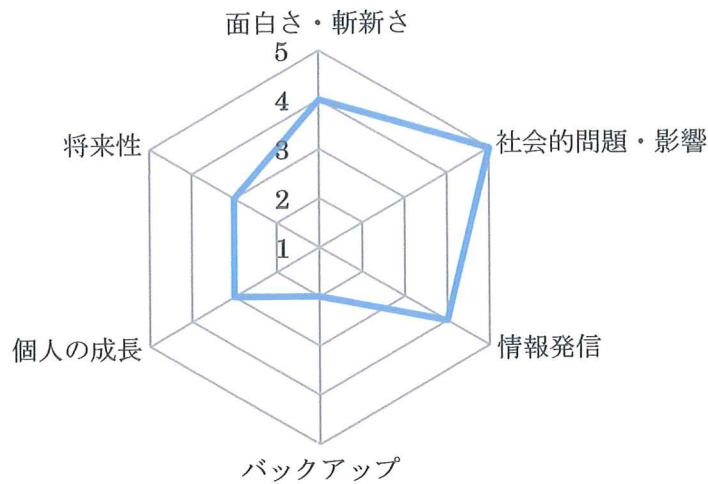 面白さ・斬新さ
5
4
将来性
社会的問題・影響
3
2
1
個人の成長
情報発信
バックアップ